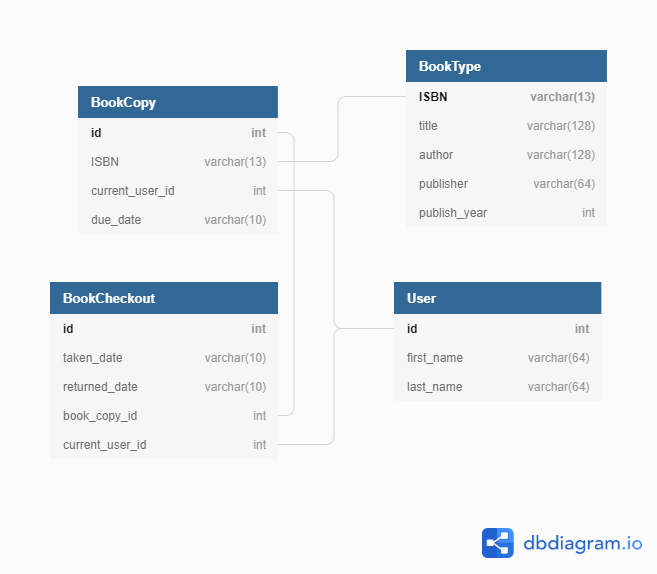 BookCopy
id int
ISBN varchar(13)
current_user_id int
due_date varchar(10)
BookType
ISBN varchar(13)
title varchar(128)
author varchar(128)
publisher varchar(64)
publish_year int
BookCheckout
id int
taken_date varchar(10)
returned_date varchar(10)
book_copy_id int
current_user_id int
User
id int
first_name varchar(64)
last_name varchar(64)
dbdiagram.io